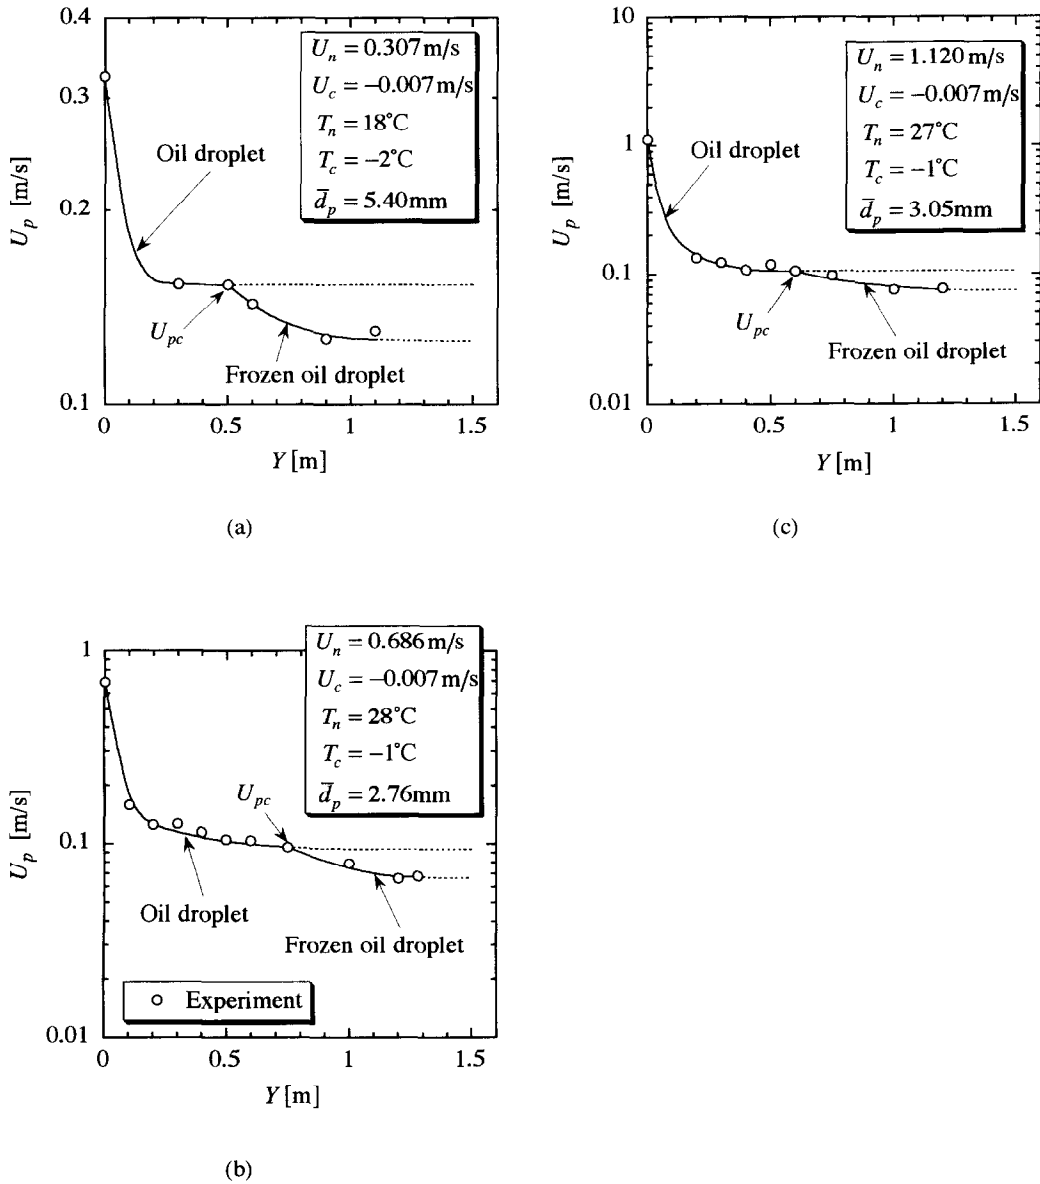 0.4
0.3
0.2
0.1
U_p [m/s]
U_n = 0.307 m/s
U_c = −0.007 m/s
T_n = 18°C
T_c = −2°C
d̅_p = 5.40mm
Oil droplet
U_pc
Frozen oil droplet
0 0.5 1 1.5
Y [m]
(a)
10
1
0.1
0.01
U_p [m/s]
U_n = 1.120 m/s
U_c = −0.007 m/s
T_n = 27°C
T_c = −1°C
d̅_p = 3.05mm
Oil droplet
U_pc
Frozen oil droplet
0 0.5 1 1.5
Y [m]
(c)
1
0.1
0.01
U_p [m/s]
U_n = 0.686 m/s
U_c = −0.007 m/s
T_n = 28°C
T_c = −1°C
d̅_p = 2.76mm
U_pc
Oil droplet
Frozen oil droplet
Experiment
0 0.5 1 1.5
Y [m]
(b)